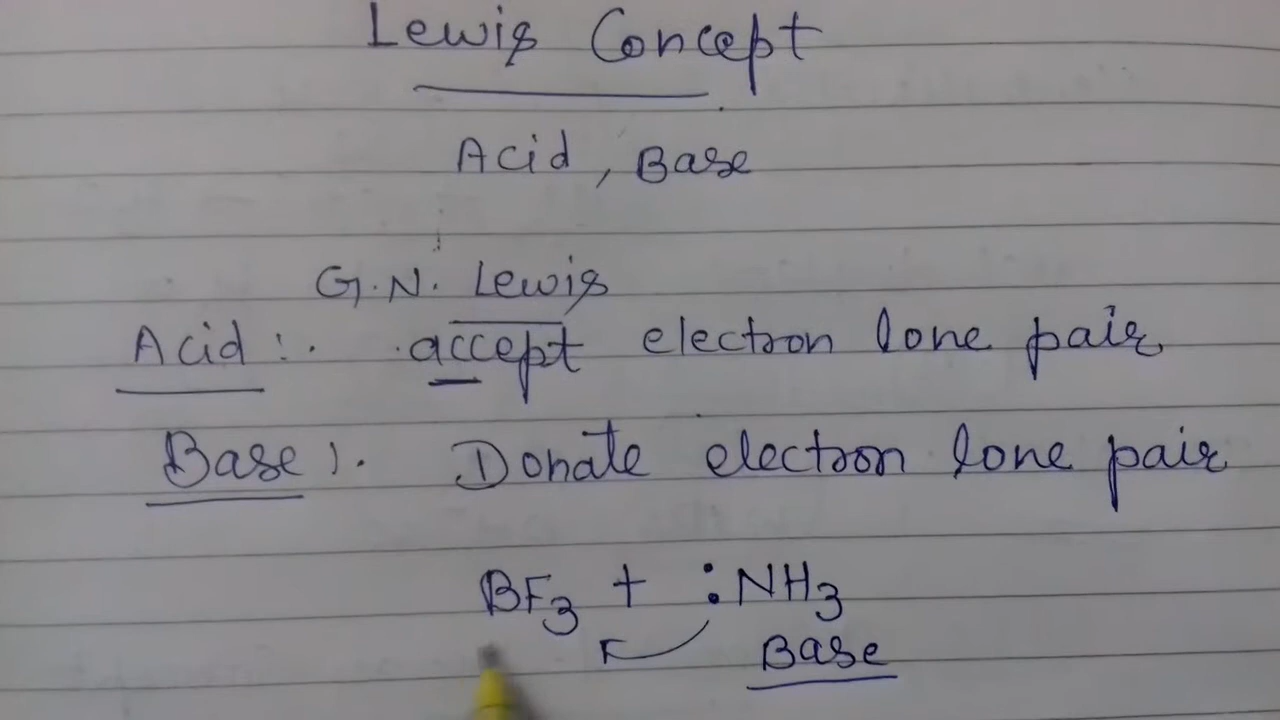 Lewis Concept
Acid, Base
G.N. Lewis
Acid :. accept electron lone pair
Base :. Donate electron lone pair
BF3 + :NH3
Base